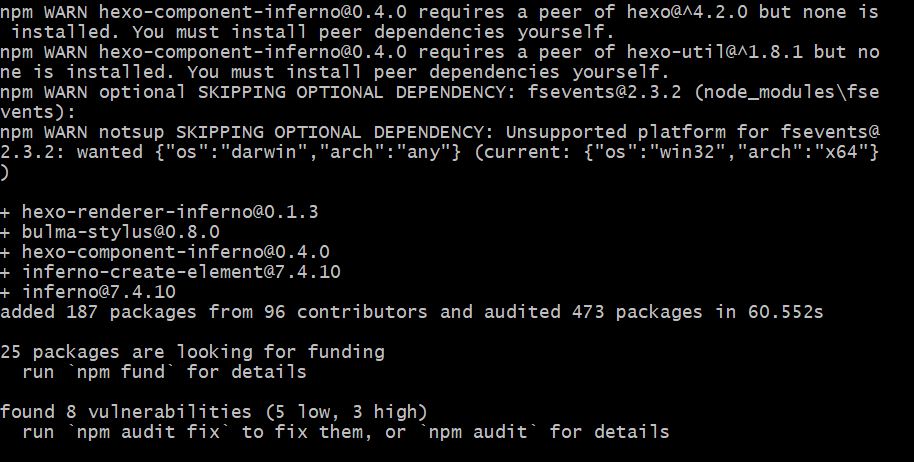 npm WARN hexo-component-inferno@0.4.0 requires a peer of hexo@^4.2.0 but none is
 installed. You must install peer dependencies yourself.
npm WARN hexo-component-inferno@0.4.0 requires a peer of hexo-util@^1.8.1 but no
ne is installed. You must install peer dependencies yourself.
npm WARN optional SKIPPING OPTIONAL DEPENDENCY: fsevents@2.3.2 (node_modules\fse
vents):
npm WARN notsup SKIPPING OPTIONAL DEPENDENCY: Unsupported platform for fsevents@
2.3.2: wanted {"os":"darwin","arch":"any"} (current: {"os":"win32","arch":"x64"}
)
+ hexo-renderer-inferno@0.1.3
+ bulma-stylus@0.8.0
+ hexo-component-inferno@0.4.0
+ inferno-create-element@7.4.10
+ inferno@7.4.10
added 187 packages from 96 contributors and audited 473 packages in 60.552s
25 packages are looking for funding
  run `npm fund` for details
found 8 vulnerabilities (5 low, 3 high)
  run `npm audit fix` to fix them, or `npm audit` for details